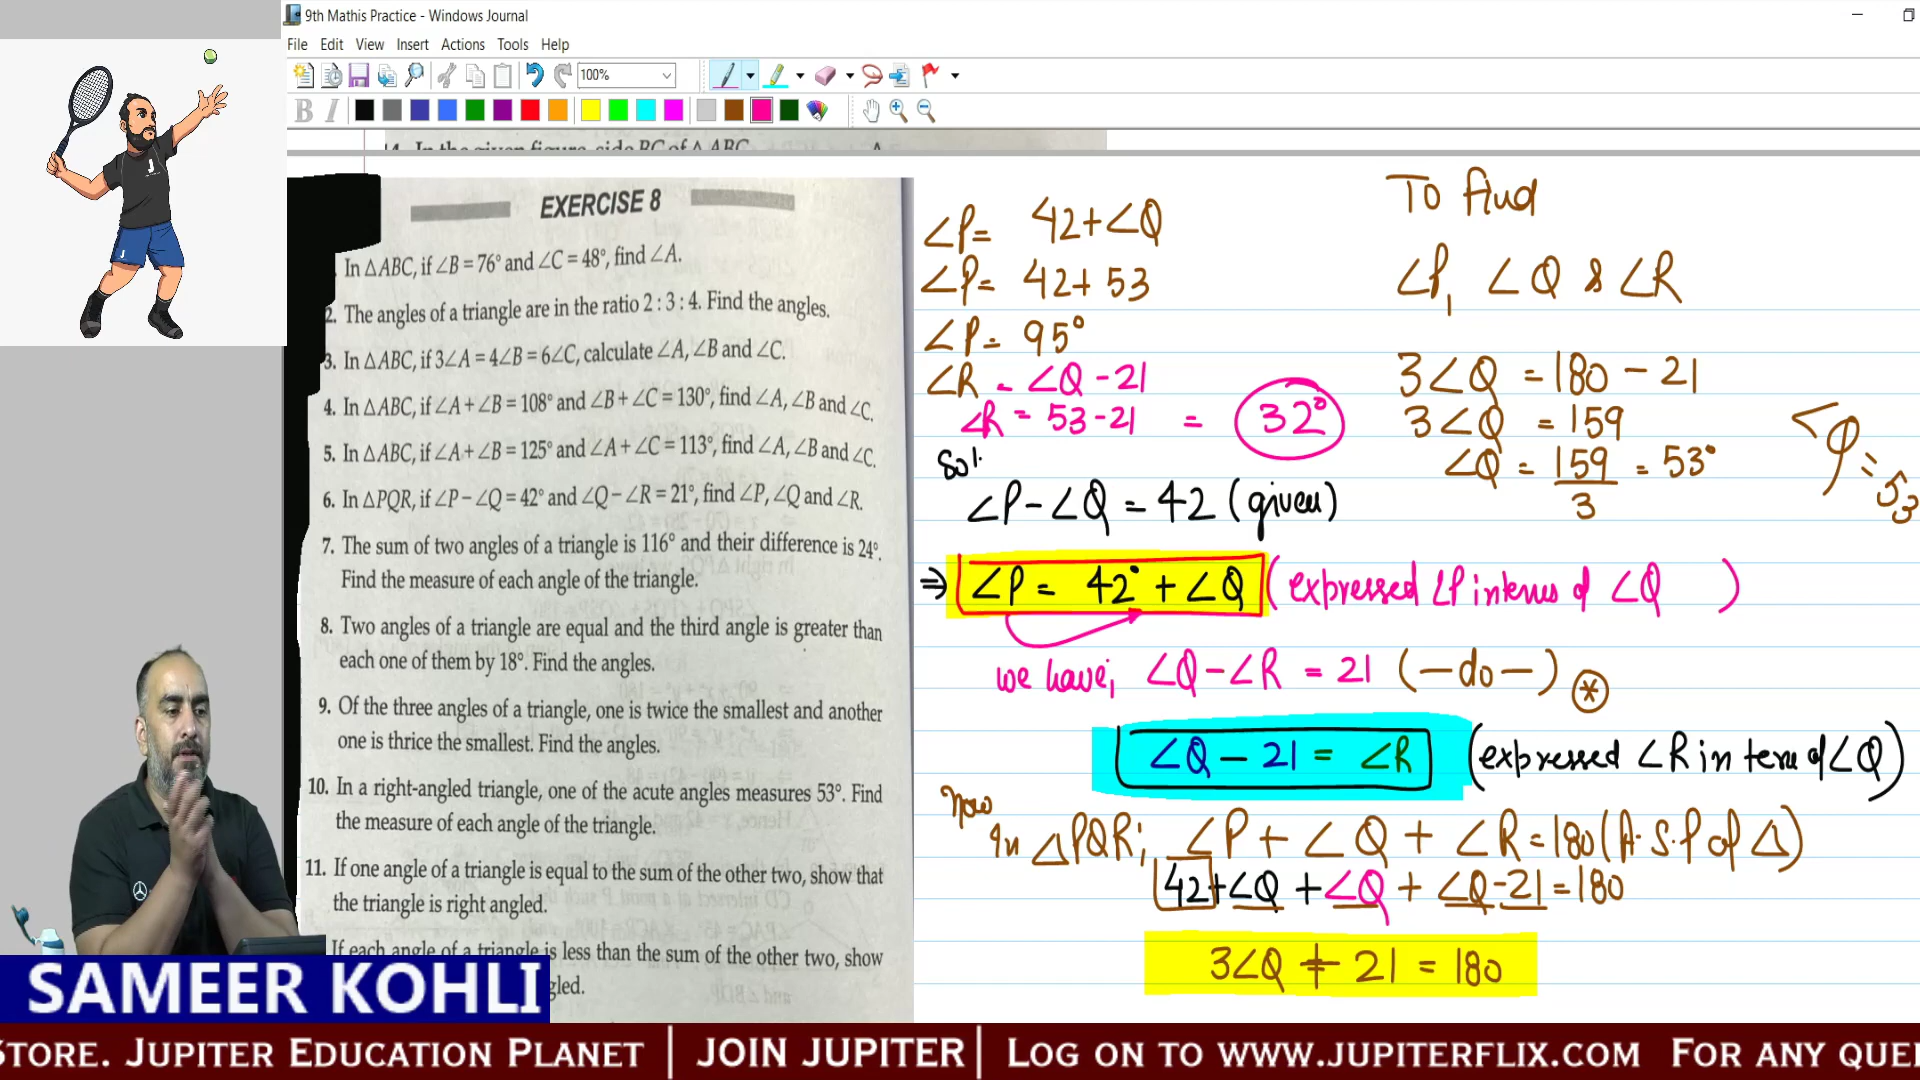 9th Mathis Practice - Windows Journal
File Edit View Insert Actions Tools Help
100%
B I
14. In the given figure, side BC of △ABC
EXERCISE 8
In △ABC, if ∠B = 76° and ∠C = 48°, find ∠A.
2. The angles of a triangle are in the ratio 2 : 3 : 4. Find the angles.
3. In △ABC, if 3∠A = 4∠B = 6∠C, calculate ∠A, ∠B and ∠C.
4. In △ABC, if ∠A + ∠B = 108° and ∠B + ∠C = 130°, find ∠A, ∠B and ∠C.
5. In △ABC, if ∠A + ∠B = 125° and ∠A + ∠C = 113°, find ∠A, ∠B and ∠C.
6. In △PQR, if ∠P − ∠Q = 42° and ∠Q − ∠R = 21°, find ∠P, ∠Q and ∠R.
7. The sum of two angles of a triangle is 116° and their difference is 24°.
Find the measure of each angle of the triangle.
8. Two angles of a triangle are equal and the third angle is greater than
each one of them by 18°. Find the angles.
9. Of the three angles of a triangle, one is twice the smallest and another
one is thrice the smallest. Find the angles.
10. In a right-angled triangle, one of the acute angles measures 53°. Find
the measure of each angle of the triangle.
11. If one angle of a triangle is equal to the sum of the other two, show that
the triangle is right angled.
If each angle of a triangle is less than the sum of the other two, show
gled.
∠P = 42 + ∠Q
∠P = 42 + 53
∠P = 95°
∠R = ∠Q − 21
∠R = 53 − 21 = 32°
To find
∠P, ∠Q & ∠R
3∠Q = 180 − 21
3∠Q = 159
∠Q = 159/3 = 53°
∠Q = 53
Sol.
∠P − ∠Q = 42 (given)
⇒ ∠P = 42° + ∠Q (expressed ∠P in terms of ∠Q )
we have; ∠Q − ∠R = 21 (−do−) *
∠Q − 21 = ∠R (expressed ∠R in term of ∠Q)
now
In △PQR; ∠P + ∠Q + ∠R = 180 (A.S.P of △)
42 + ∠Q + ∠Q + ∠Q − 21 = 180
3∠Q + 21 = 180
SAMEER KOHLI
STORE. JUPITER EDUCATION PLANET | JOIN JUPITER | LOG ON TO WWW.JUPITERFLIX.COM FOR ANY QUE